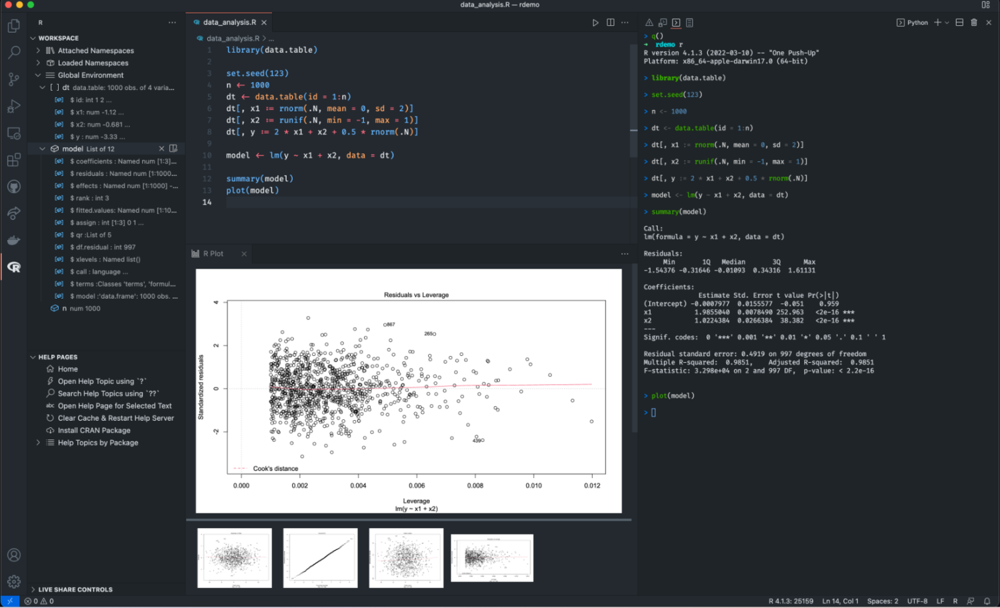 data_analysis.R — rdemo
R
WORKSPACE
Attached Namespaces
Loaded Namespaces
Global Environment
dt data.table: 1000 obs. of 4 varia...
$ id: int 1 2 ...
$ x1: num -1.12 ...
$ x2: num -0.681 ...
$ y : num -3.33 ...
model List of 12
$ coefficients : Named num [1:3]...
$ residuals : Named num [1:1000...
$ effects : Named num [1:1000] -...
$ rank : int 3
$ fitted.values: Named num [1:10...
$ assign : int [1:3] 0 1 ...
$ qr :List of 5
$ df.residual : int 997
$ xlevels : Named list()
$ call : language ...
$ terms :Classes 'terms', 'formul...
$ model :'data.frame': 1000 obs. ...
n num 1000
HELP PAGES
Home
Open Help Topic using `?`
Search Help Topics using `??`
abc Open Help Page for Selected Text
Clear Cache & Restart Help Server
Install CRAN Package
Help Topics by Package
LIVE SHARE CONTROLS
data_analysis.R
data_analysis.R > ...
1 library(data.table)
2
3 set.seed(123)
4 n ← 1000
5 dt ← data.table(id = 1:n)
6 dt[, x1 := rnorm(.N, mean = 0, sd = 2)]
7 dt[, x2 := runif(.N, min = -1, max = 1)]
8 dt[, y := 2 * x1 + x2 + 0.5 * rnorm(.N)]
9
10 model ← lm(y ~ x1 + x2, data = dt)
11
12 summary(model)
13 plot(model)
14
R Plot
Residuals vs Leverage
4
2
0
-2
Standardized residuals
867
265
439
Cook's distance
0.000 0.002 0.004 0.006 0.008 0.010 0.012
Leverage
lm(y ~ x1 + x2)
Python
> q()
→ rdemo r
R version 4.1.3 (2022-03-10) -- "One Push-Up"
Platform: x86_64-apple-darwin17.0 (64-bit)
> library(data.table)
> set.seed(123)
> n <- 1000
> dt <- data.table(id = 1:n)
> dt[, x1 := rnorm(.N, mean = 0, sd = 2)]
> dt[, x2 := runif(.N, min = -1, max = 1)]
> dt[, y := 2 * x1 + x2 + 0.5 * rnorm(.N)]
> model <- lm(y ~ x1 + x2, data = dt)
> summary(model)
Call:
lm(formula = y ~ x1 + x2, data = dt)
Residuals:
Min 1Q Median 3Q Max
-1.54376 -0.31646 -0.01093 0.34316 1.61131
Coefficients:
Estimate Std. Error t value Pr(>|t|)
(Intercept) -0.0007977 0.0155577 -0.051 0.959
x1 1.9855040 0.0078490 252.963 <2e-16 ***
x2 1.0224384 0.0266384 38.382 <2e-16 ***
---
Signif. codes: 0 '***' 0.001 '**' 0.01 '*' 0.05 '.' 0.1 ' ' 1
Residual standard error: 0.4919 on 997 degrees of freedom
Multiple R-squared: 0.9851, Adjusted R-squared: 0.9851
F-statistic: 3.298e+04 on 2 and 997 DF, p-value: < 2.2e-16
> plot(model)
>
0 0
R 4.1.3: 25159 Ln 14, Col 1 Spaces: 2 UTF-8 LF R